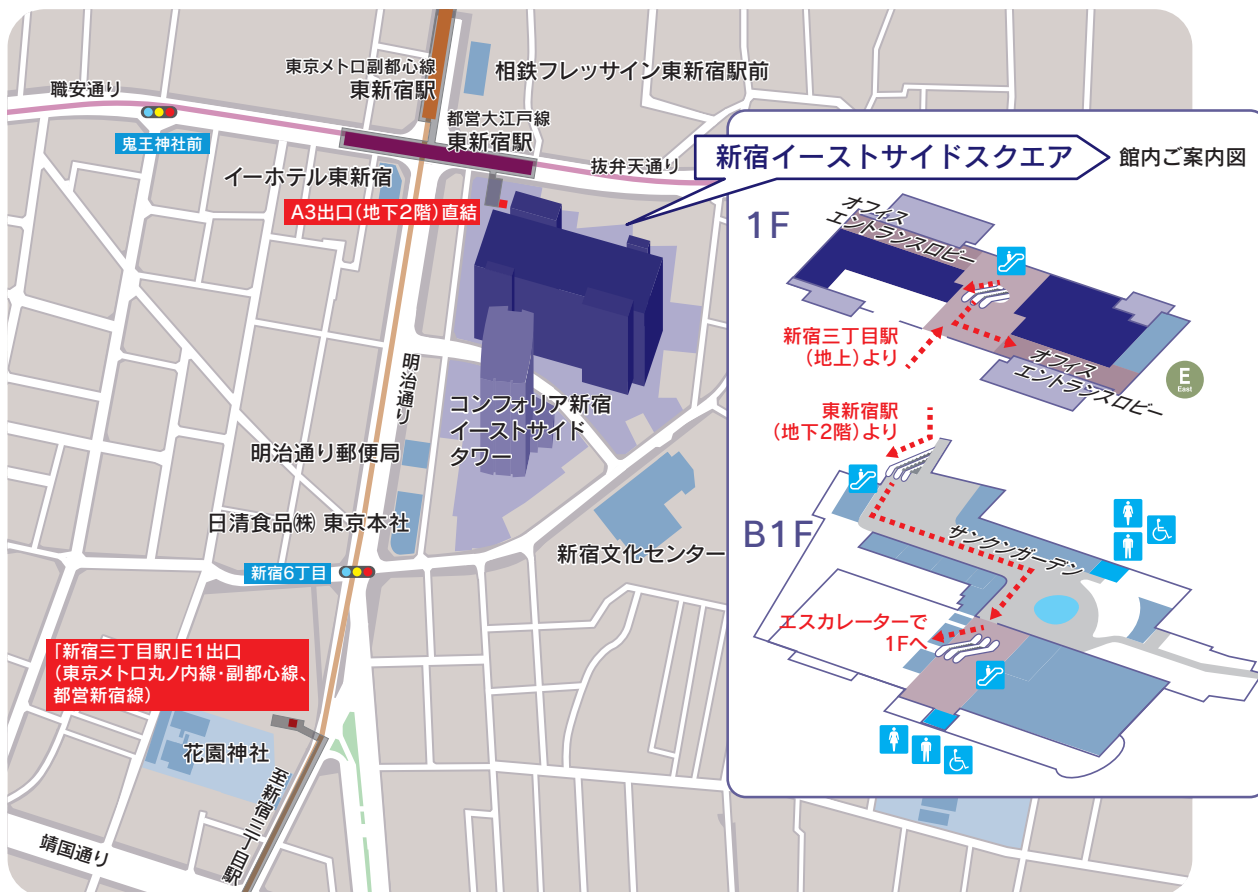 東京メトロ副都心線
東新宿駅
相鉄フレッサイン東新宿駅前
職安通り
都営大江戸線
東新宿駅
鬼王神社前
抜弁天通り
イーホテル東新宿
A3出口(地下2階)直結
明治通り
コンフォリア新宿
イーストサイド
タワー
明治通り郵便局
日清食品㈱ 東京本社
新宿文化センター
新宿6丁目
「新宿三丁目駅」E1出口
(東京メトロ丸ノ内線・副都心線、
都営新宿線)
花園神社
至新宿三丁目駅
靖国通り
新宿イーストサイドスクエア
館内ご案内図
1F
オフィス
エントランスロビー
新宿三丁目駅
(地上)より
オフィス
エントランスロビー
E
East
東新宿駅
(地下2階)より
B1F
サンクンガーデン
エスカレーターで
1Fへ